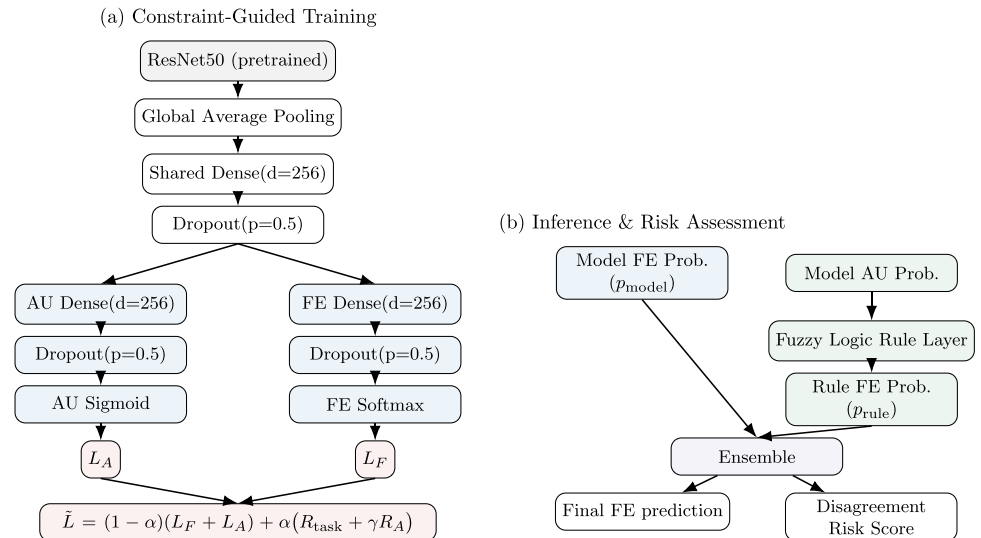 (a) Constraint-Guided Training
ResNet50 (pretrained)
Global Average Pooling
Shared Dense(d=256)
Dropout(p=0.5)
AU Dense(d=256)
Dropout(p=0.5)
AU Sigmoid
L_A
FE Dense(d=256)
Dropout(p=0.5)
FE Softmax
L_F
L̃ = (1 − α)(L_F + L_A) + α(R_task + γR_A)
(b) Inference & Risk Assessment
Model FE Prob.
(p_model)
Model AU Prob.
Fuzzy Logic Rule Layer
Rule FE Prob.
(p_rule)
Ensemble
Final FE prediction
Disagreement
Risk Score